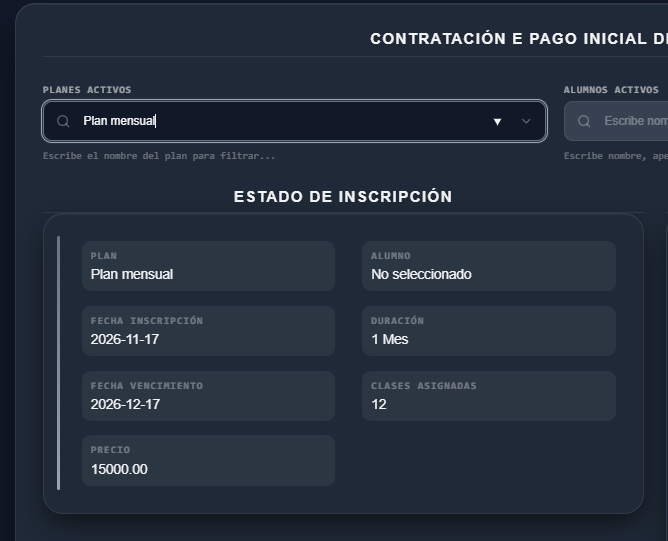 CONTRATACIÓN E PAGO INICIAL
PLANES ACTIVOS
ALUMNOS ACTIVOS
Plan mensual
Escribe
Escribe el nombre del plan para filtrar...
Escribe nombre,
ESTADO DE INSCRIPCIÓN
PLAN
Plan mensual
ALUMNO
No seleccionado
FECHA INSCRIPCIÓN
2026-11-17
DURACIÓN
1 Mes
FECHA VENCIMIENTO
2026-12-17
CLASES ASIGNADAS
12
PRECIO
15000.00